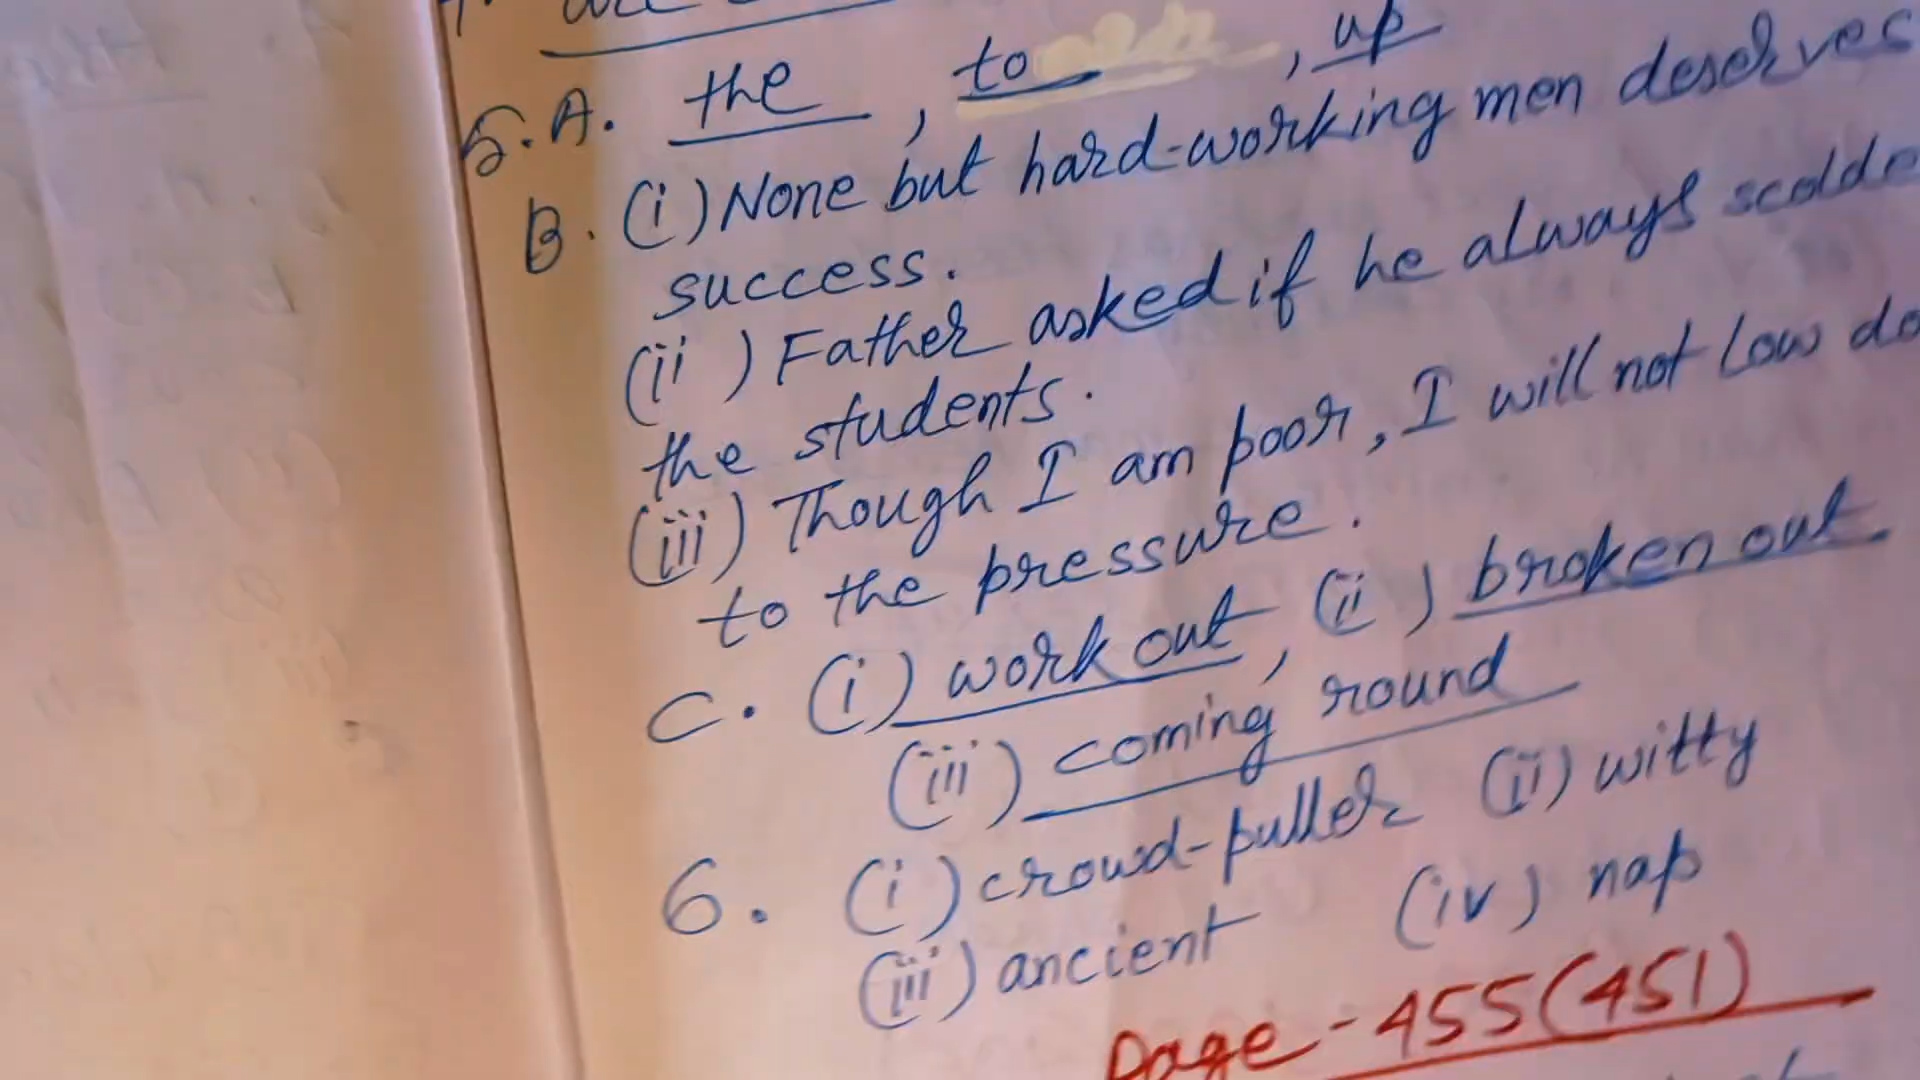 5.A. the, to, up
B. (i) None but hard-working men deserves
success.
(ii) Father asked if he always
the students.
(iii) Though I am poor, I will not low
to the pressure.
C. (i) work out, (ii) broken out
(iii) coming round
6. (i) crowd-puller (ii) witty
(iii) ancient (iv) nap
Page-455(451)